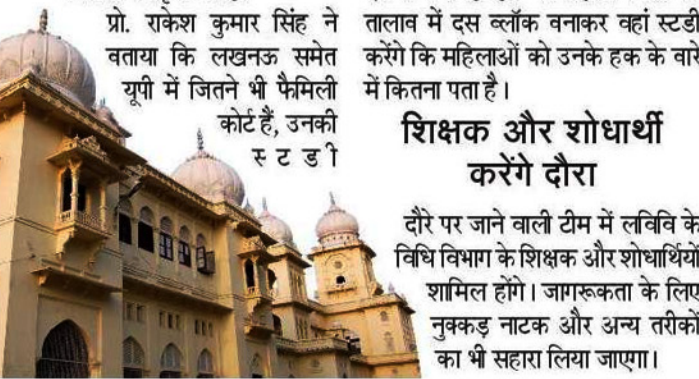 प्रो. राकेश कुमार सिंह ने
बताया कि लखनऊ समेत
यूपी में जितने भी फैमिली
कोर्ट हैं, उनकी
स्टडी
तालाब में दस ब्लॉक बनाकर वहां स्टडी
करेंगे कि महिलाओं को उनके हक के बारे
में कितना पता है।
शिक्षक और शोधार्थी
करेंगे दौरा
दौरे पर जाने वाली टीम में लविवि के
विधि विभाग के शिक्षक और शोधार्थियों
शामिल होंगे। जागरूकता के लिए
नुक्कड़ नाटक और अन्य तरीकों
का भी सहारा लिया जाएगा।